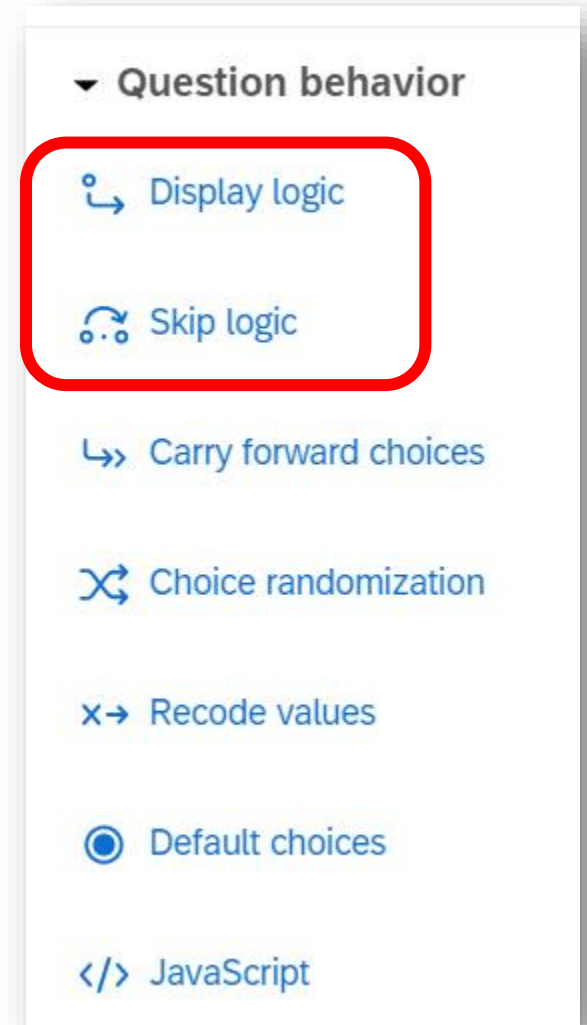 Question behavior
Display logic
Skip logic
Carry forward choices
Choice randomization
Recode values
Default choices
JavaScript